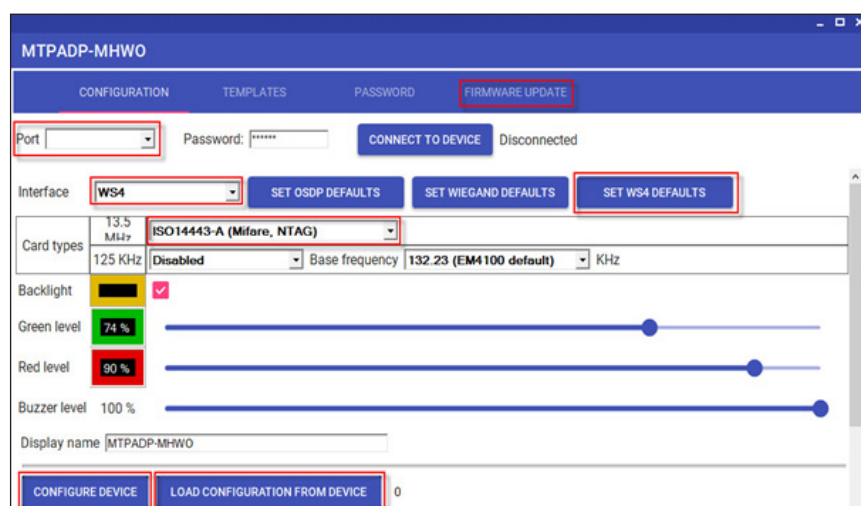 MTPADP-MHWO
CONFIGURATION TEMPLATES PASSWORD FIRMWARE UPDATE
Port Password: ****** CONNECT TO DEVICE Disconnected
Interface WS4 SET OSDP DEFAULTS SET WIEGAND DEFAULTS SET WS4 DEFAULTS
Card types 13.5 MHz ISO14443-A (Mifare, NTAG)
125 KHz Disabled Base frequency 132.23 (EM4100 default) KHz
Backlight
Green level 74 %
Red level 90 %
Buzzer level 100 %
Display name MTPADP-MHWO
CONFIGURE DEVICE LOAD CONFIGURATION FROM DEVICE 0